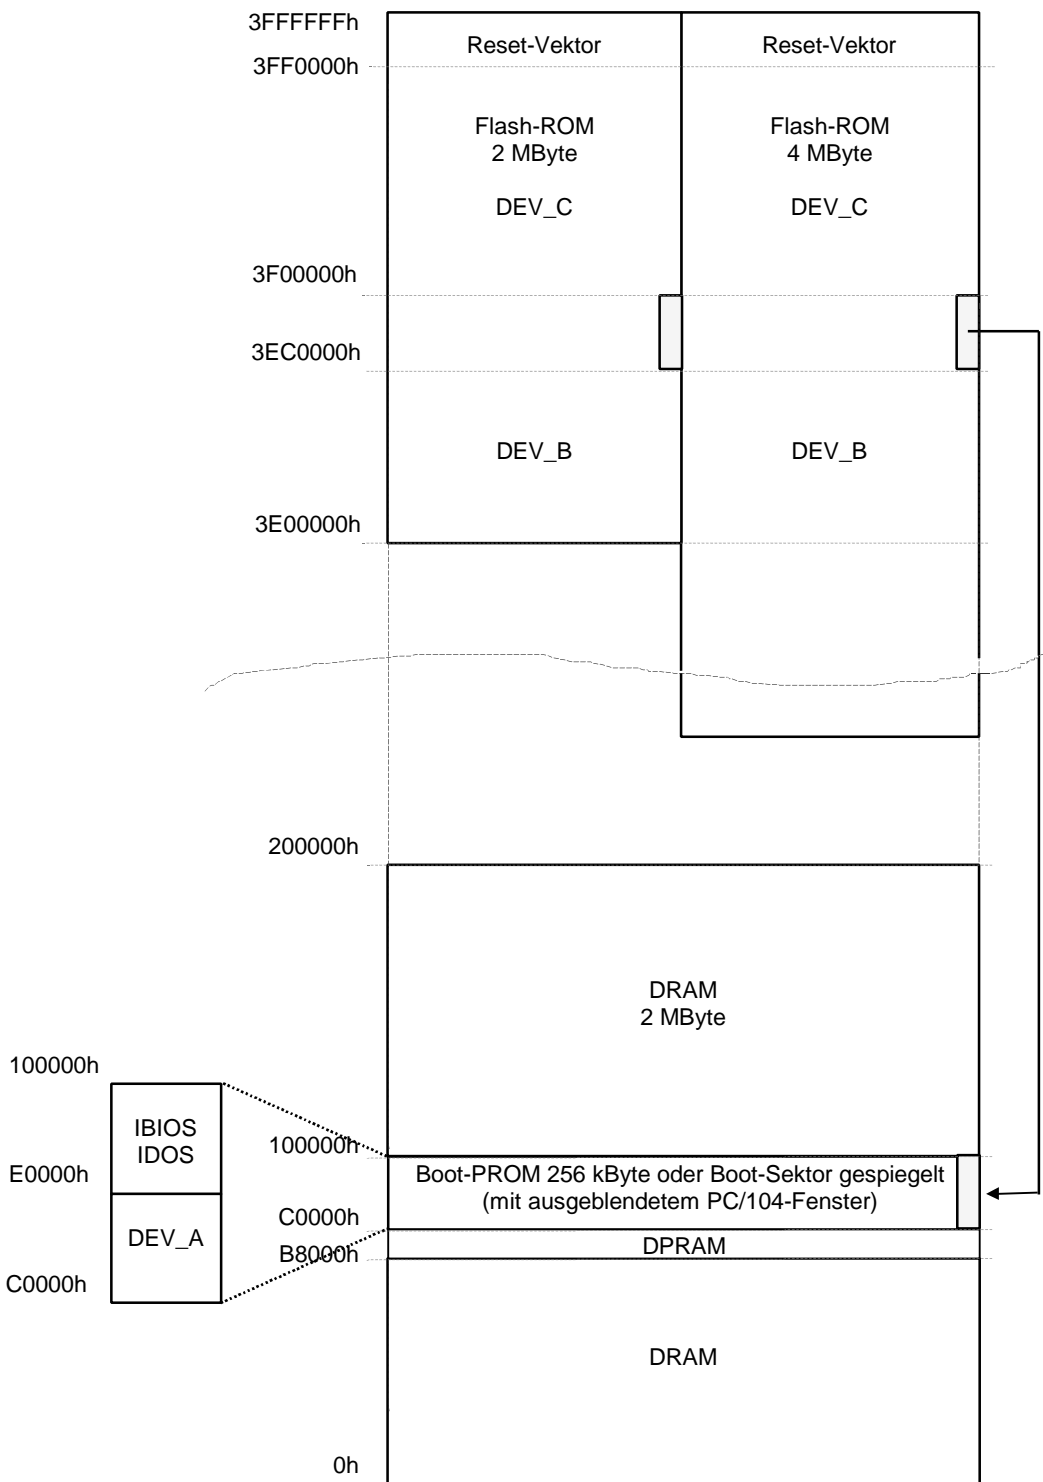 3FFFFFFh
Reset-Vektor
Reset-Vektor
3FF0000h
Flash-ROM
2 MByte
Flash-ROM
4 MByte
DEV_C
DEV_C
3F00000h
3EC0000h
DEV_B
DEV_B
3E00000h
200000h
DRAM
2 MByte
100000h
IBIOS
IDOS
E0000h
DEV_A
C0000h
100000h
Boot-PROM 256 kByte oder Boot-Sektor gespiegelt
(mit ausgeblendetem PC/104-Fenster)
C0000h
DPRAM
B8000h
DRAM
0h